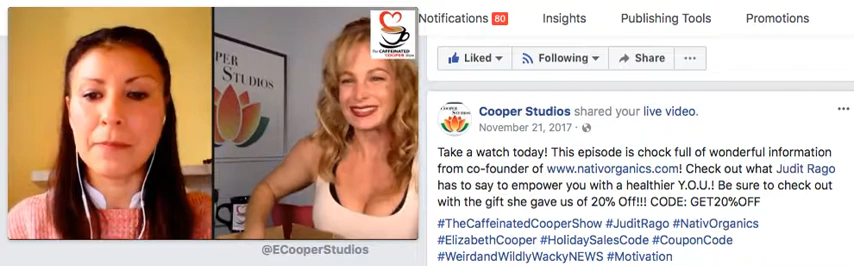 The
CAFFEINATED
COOPER Show
PER
STUDIOS
@ECooperStudios
Notifications 80 Insights Publishing Tools Promotions
Liked Following Share ...
Cooper Studios shared your live video.
November 21, 2017 ·
Take a watch today! This episode is chock full of wonderful information
from co-founder of www.nativorganics.com! Check out what Judit Rago
has to say to empower you with a healthier Y.O.U.! Be sure to check out
with the gift she gave us of 20% Off!!! CODE: GET20%OFF
#TheCaffeinatedCooperShow #JuditRago #NativOrganics
#ElizabethCooper #HolidaySalesCode #CouponCode
#WeirdandWildlyWackyNEWS #Motivation